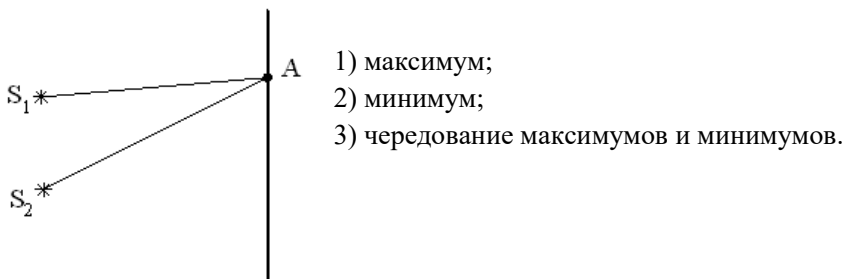 A
S1
S2
1) максимум;
2) минимум;
3) чередование максимумов и минимумов.